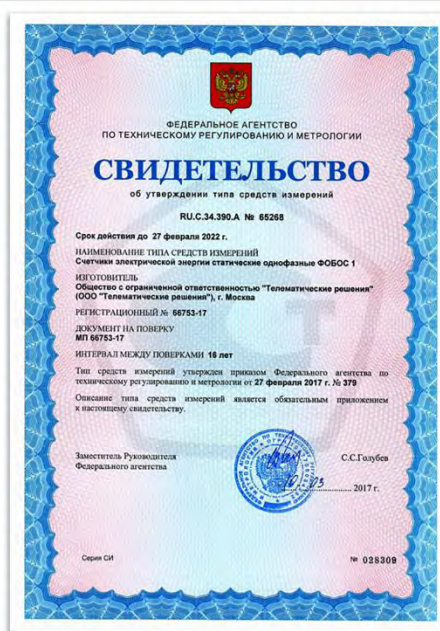 ФЕДЕРАЛЬНОЕ АГЕНТСТВО
ПО ТЕХНИЧЕСКОМУ РЕГУЛИРОВАНИЮ И МЕТРОЛОГИИ
СВИДЕТЕЛЬСТВО
об утверждении типа средств измерений
RU.C.34.390.A № 65268
Срок действия до 27 февраля 2022 г.
НАИМЕНОВАНИЕ ТИПА СРЕДСТВ ИЗМЕРЕНИЙ
Счетчики электрической энергии статические однофазные ФОБОС 1
ИЗГОТОВИТЕЛЬ
Общество с ограниченной ответственностью "Телематические решения"
(ООО "Телематические решения"), г. Москва
РЕГИСТРАЦИОННЫЙ № 66753-17
ДОКУМЕНТ НА ПОВЕРКУ
МП 66753-17
ИНТЕРВАЛ МЕЖДУ ПОВЕРКАМИ 16 лет
Тип средств измерений утвержден приказом Федерального агентства по
техническому регулированию и метрологии от 27 февраля 2017 г. № 379
Описание типа средств измерений является обязательным приложением
к настоящему свидетельству.
Заместитель Руководителя
Федерального агентства
С.С.Голубев
10 03 2017 г.
Серия СИ
№ 028309